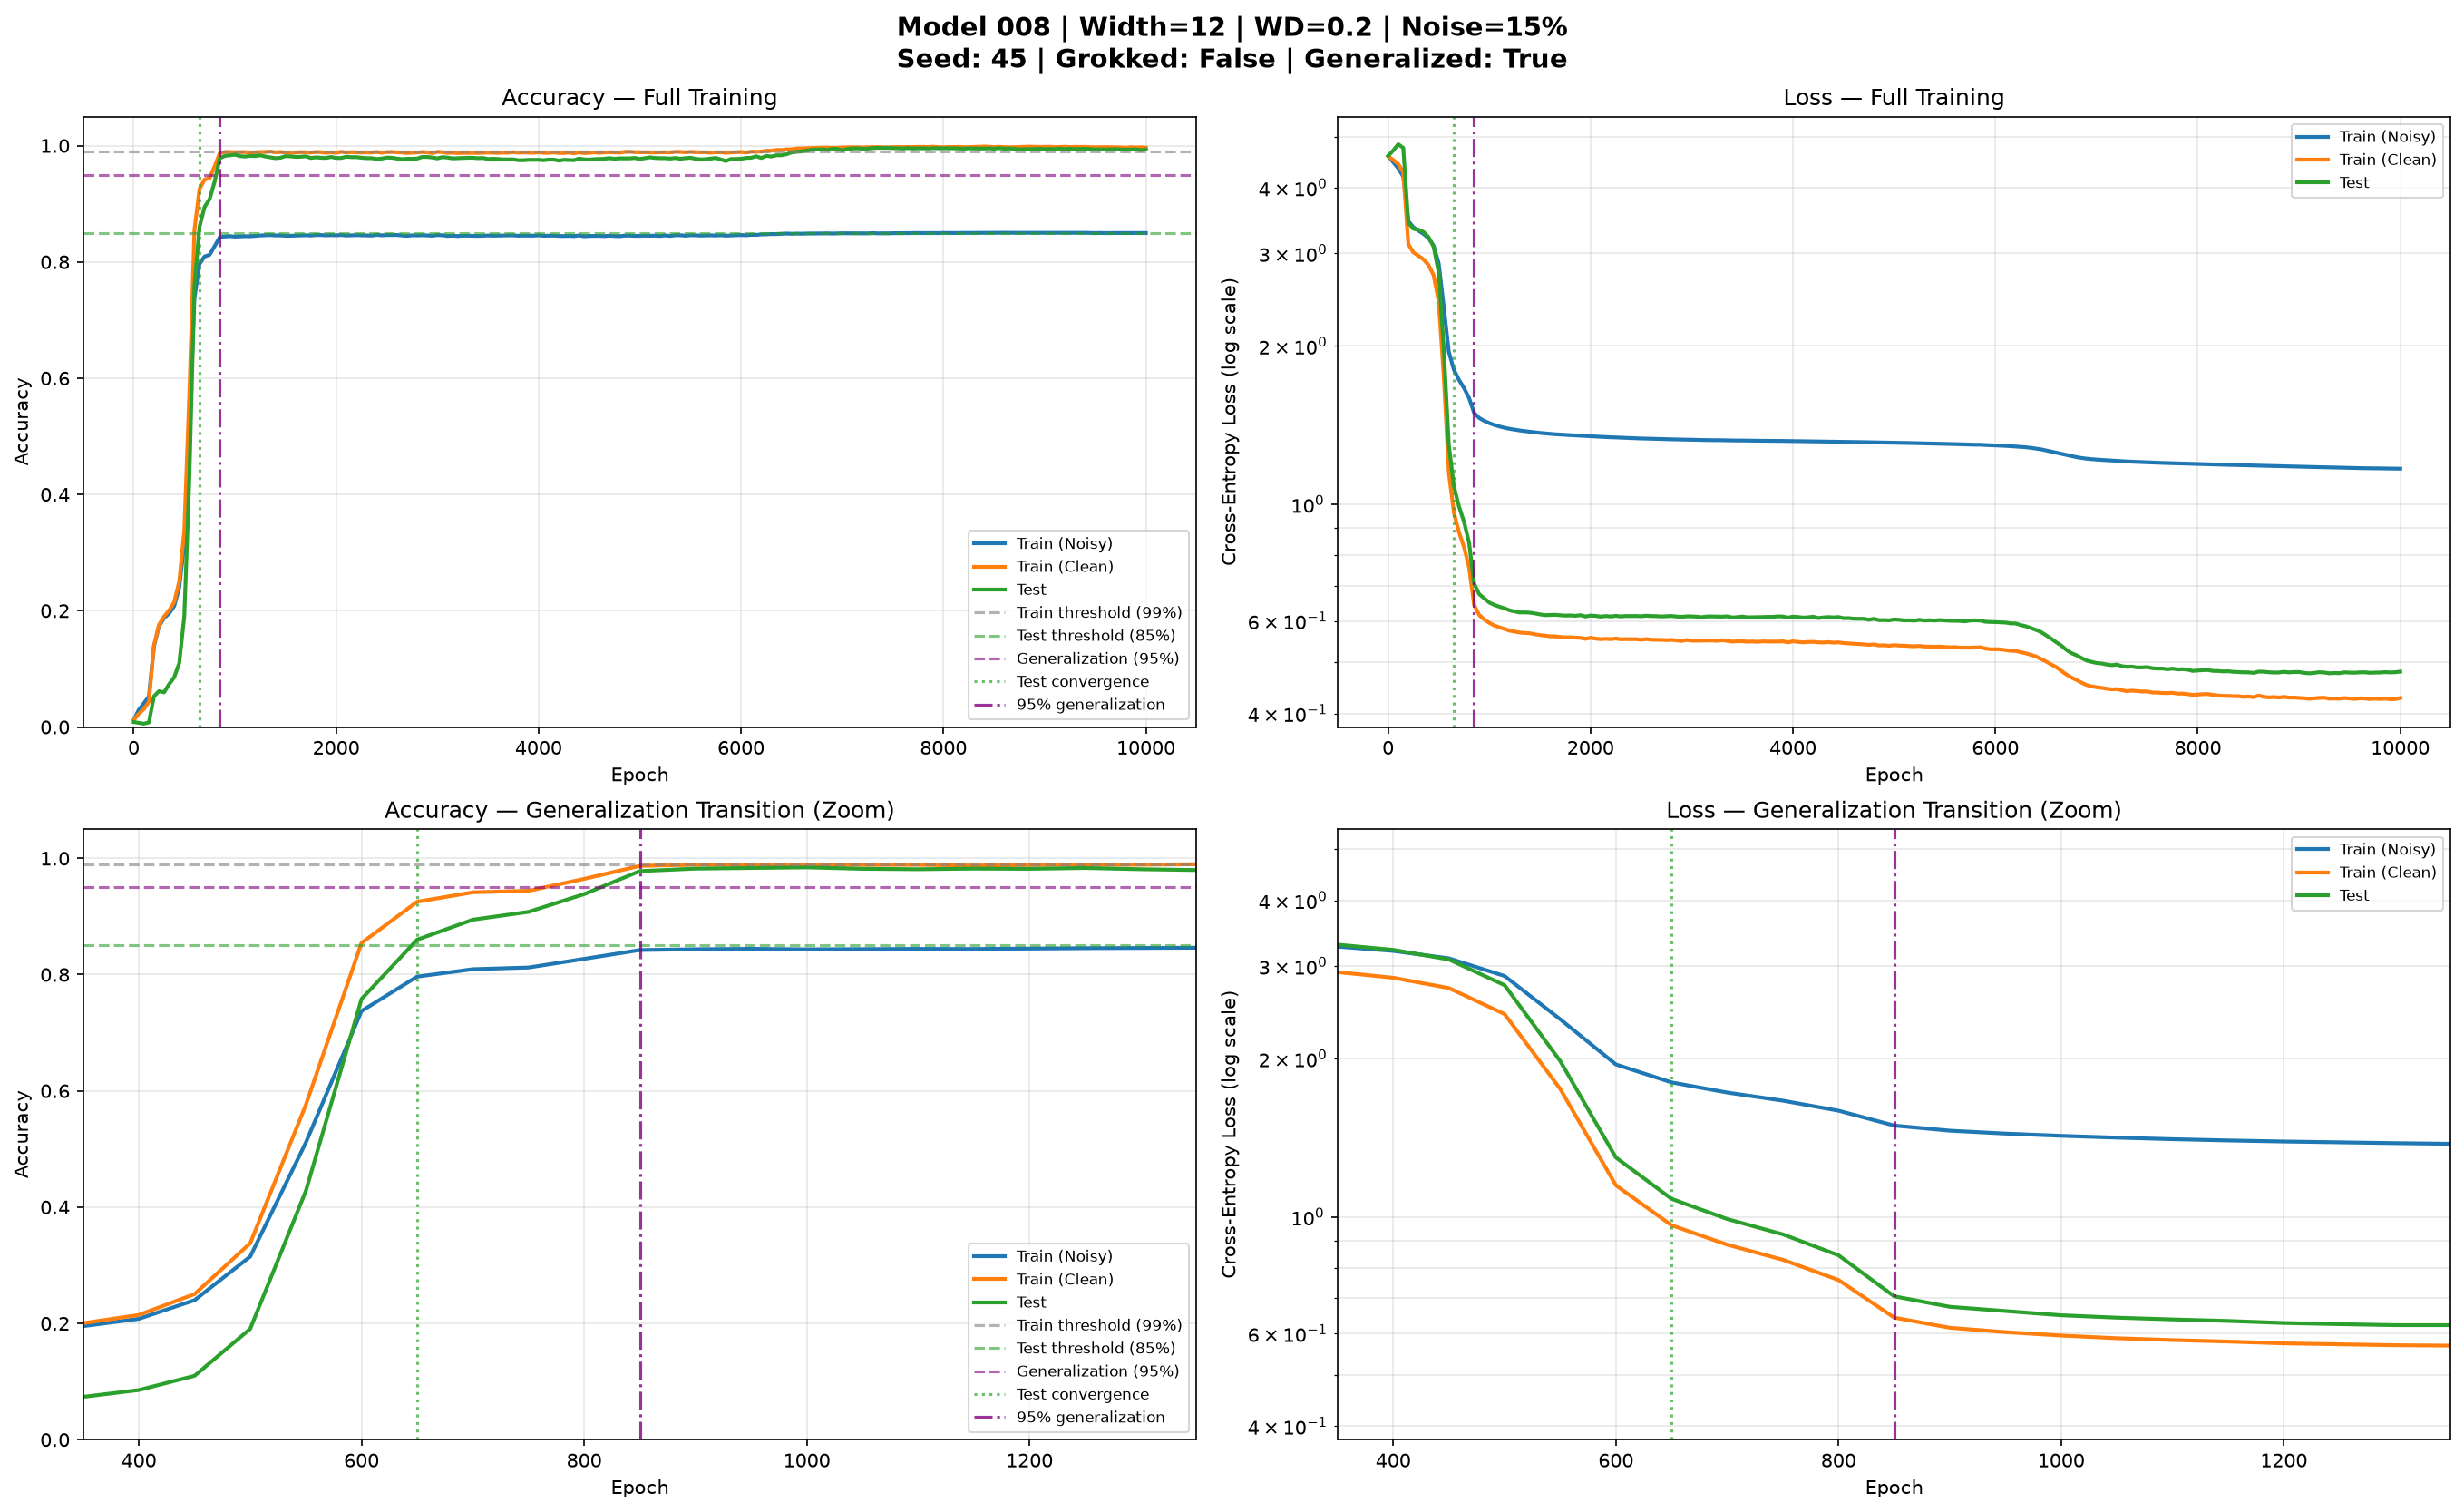 Model 008 | Width=12 | WD=0.2 | Noise=15%
Seed: 45 | Grokked: False | Generalized: True
Accuracy — Full Training
1.0
0.8
0.6
0.4
0.2
0.0
Accuracy
0 2000 4000 6000 8000 10000
Epoch
Train (Noisy)
Train (Clean)
Test
Train threshold (99%)
Test threshold (85%)
Generalization (95%)
Test convergence
95% generalization
Loss — Full Training
4 × 10⁰
3 × 10⁰
2 × 10⁰
10⁰
6 × 10⁻¹
4 × 10⁻¹
Cross-Entropy Loss (log scale)
0 2000 4000 6000 8000 10000
Epoch
Train (Noisy)
Train (Clean)
Test
Accuracy — Generalization Transition (Zoom)
1.0
0.8
0.6
0.4
0.2
0.0
Accuracy
400 600 800 1000 1200
Epoch
Train (Noisy)
Train (Clean)
Test
Train threshold (99%)
Test threshold (85%)
Generalization (95%)
Test convergence
95% generalization
Loss — Generalization Transition (Zoom)
4 × 10⁰
3 × 10⁰
2 × 10⁰
10⁰
6 × 10⁻¹
4 × 10⁻¹
Cross-Entropy Loss (log scale)
400 600 800 1000 1200
Epoch
Train (Noisy)
Train (Clean)
Test